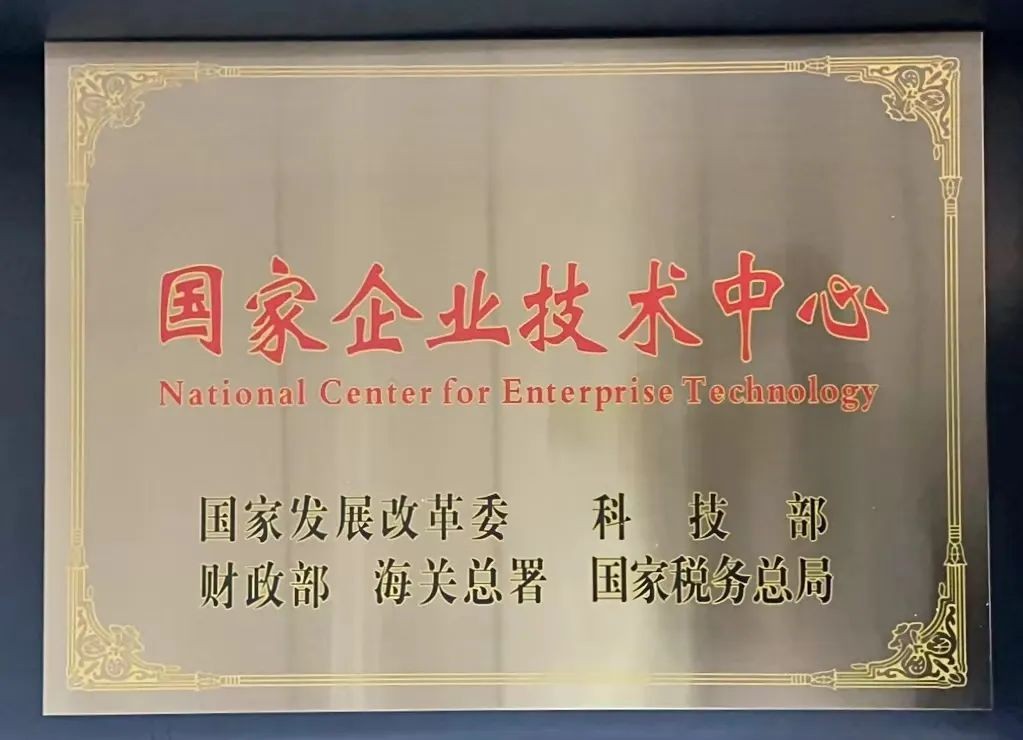 国家企业技术中心
National Center for Enterprise Technology
国家发展改革委 科技部
财政部 海关总署 国家税务总局